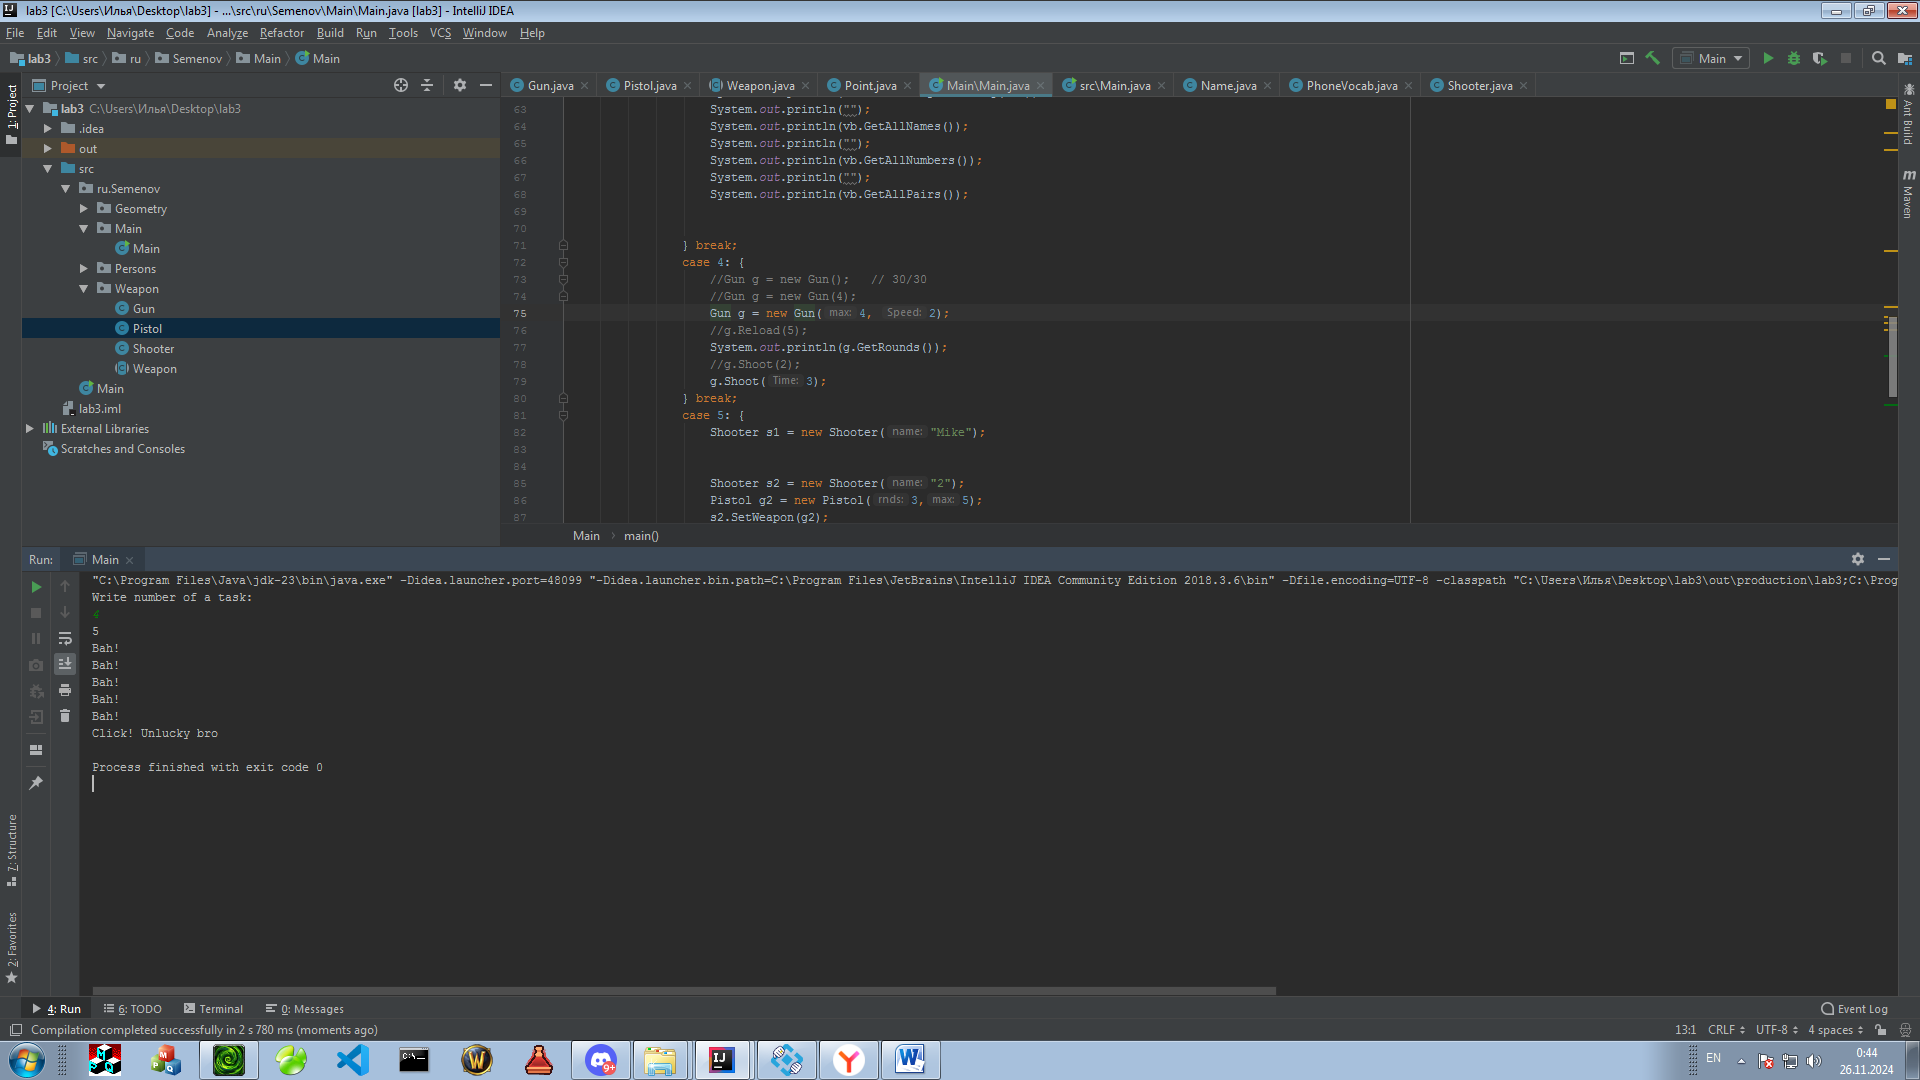 lab3 [C:\Users\Илья\Desktop\lab3] - ...\src\ru\Semenov\Main\Main.java [lab3] - IntelliJ IDEA
File Edit View Navigate Code Analyze Refactor Build Run Tools VCS Window Help
lab3 src ru Semenov Main Main
Main
Project
Gun.java Pistol.java Weapon.java Point.java Main\Main.java src\Main.java Name.java PhoneVocab.java Shooter.java
1: Project
lab3 C:\Users\Илья\Desktop\lab3
.idea
out
src
ru.Semenov
Geometry
Main
Main
Persons
Weapon
Gun
Pistol
Shooter
Weapon
Main
lab3.iml
External Libraries
Scratches and Consoles
63 System.out.println("");
64 System.out.println(vb.GetAllNames());
65 System.out.println("");
66 System.out.println(vb.GetAllNumbers());
67 System.out.println("");
68 System.out.println(vb.GetAllPairs());
69
70
71 } break;
72 case 4: {
73 //Gun g = new Gun(); // 30/30
74 //Gun g = new Gun(4);
75 Gun g = new Gun( max: 4, Speed: 2);
76 //g.Reload(5);
77 System.out.println(g.GetRounds());
78 //g.Shoot(2);
79 g.Shoot( Time: 3);
80 } break;
81 case 5: {
82 Shooter s1 = new Shooter( name: "Mike");
83
84
85 Shooter s2 = new Shooter( name: "2");
86 Pistol g2 = new Pistol( rnds: 3, max: 5);
87 s2.SetWeapon(g2);
Main main()
Ant Build
Maven
Run: Main
"C:\Program Files\Java\jdk-23\bin\java.exe" -Didea.launcher.port=48099 "-Didea.launcher.bin.path=C:\Program Files\JetBrains\IntelliJ IDEA Community Edition 2018.3.6\bin" -Dfile.encoding=UTF-8 -classpath "C:\Users\Илья\Desktop\lab3\out\production\lab3;C:\Prog
Write number of a task:
4
5
Bah!
Bah!
Bah!
Bah!
Bah!
Click! Unlucky bro
Process finished with exit code 0
7: Structure
2: Favorites
4: Run 6: TODO Terminal 0: Messages Event Log
Compilation completed successfully in 2 s 780 ms (moments ago) 13:1 CRLF UTF-8 4 spaces
9+
EN
0:44
26.11.2024